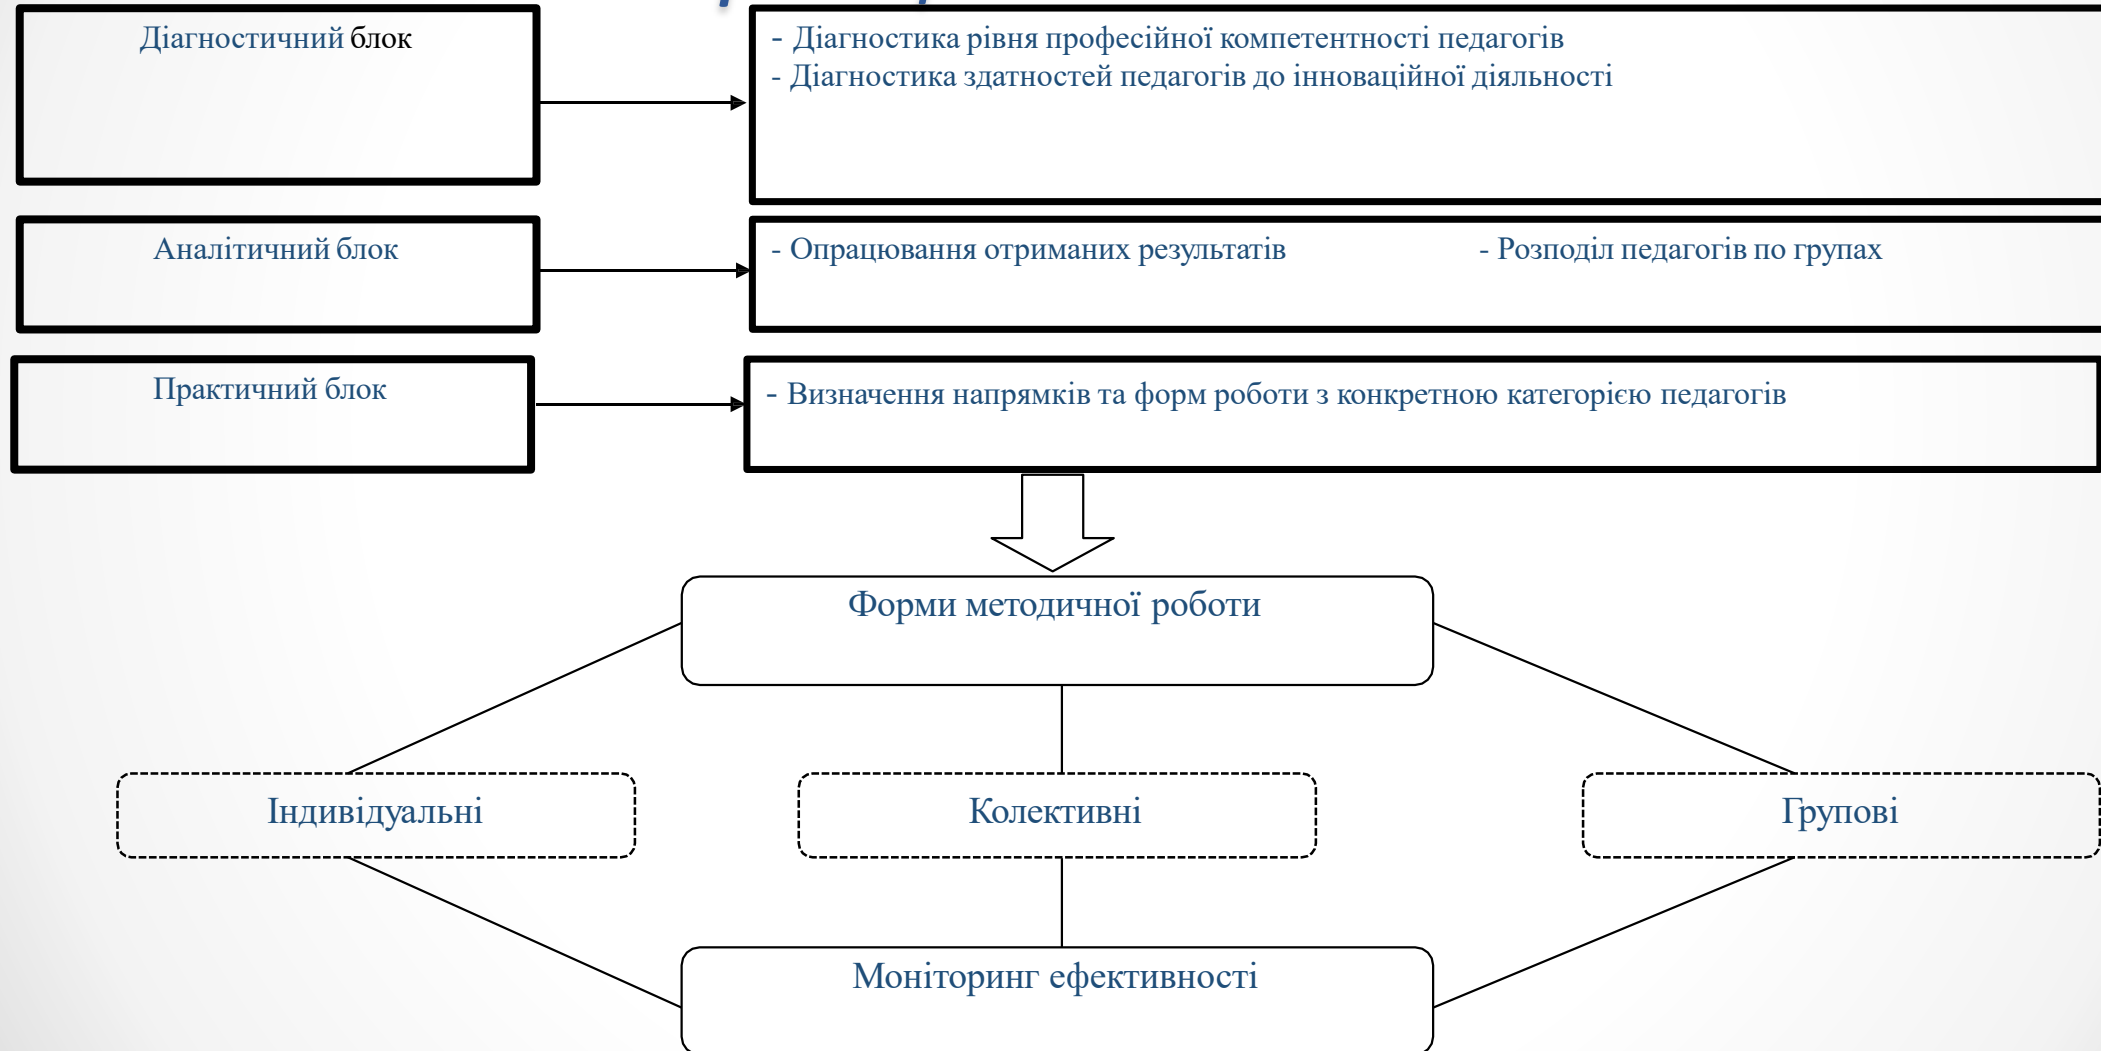 Діагностичний блок
- Діагностика рівня професійної компетентності педагогів
- Діагностика здатностей педагогів до інноваційної діяльності
Аналітичний блок
- Опрацювання отриманих результатів - Розподіл педагогів по групах
Практичний блок
- Визначення напрямків та форм роботи з конкретною категорією педагогів
Форми методичної роботи
Індивідуальні
Колективні
Групові
Моніторинг ефективності